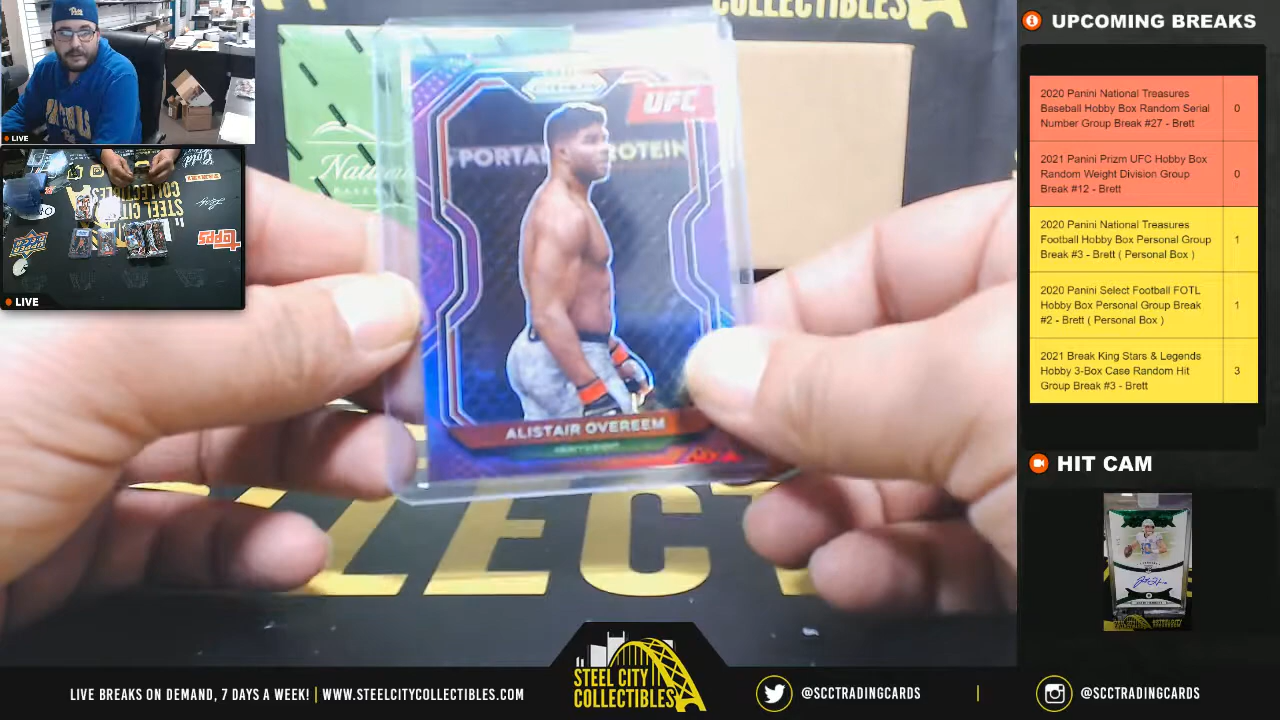 COLLECTIBLES
LIVE
LIVE
UPPER
topps
UFC
PORTA
ROTEIN
ALISTAIR OVEREEM
LLECT
UPCOMING BREAKS
2020 Panini National Treasures
Baseball Hobby Box Random Serial
Number Group Break #27 - Brett
0
2021 Panini Prizm UFC Hobby Box
Random Weight Division Group
Break #12 - Brett
0
2020 Panini National Treasures
Football Hobby Box Personal Group
Break #3 - Brett ( Personal Box )
1
2020 Panini Select Football FOTL
Hobby Box Personal Group Break
#2 - Brett ( Personal Box )
1
2021 Break King Stars & Legends
Hobby 3-Box Case Random Hit
Group Break #3 - Brett
3
HIT CAM
LIVE BREAKS ON DEMAND, 7 DAYS A WEEK! | WWW.STEELCITYCOLLECTIBLES.COM
STEEL CITY
COLLECTIBLES
@SCCTRADINGCARDS
@SCCTRADINGCARDS